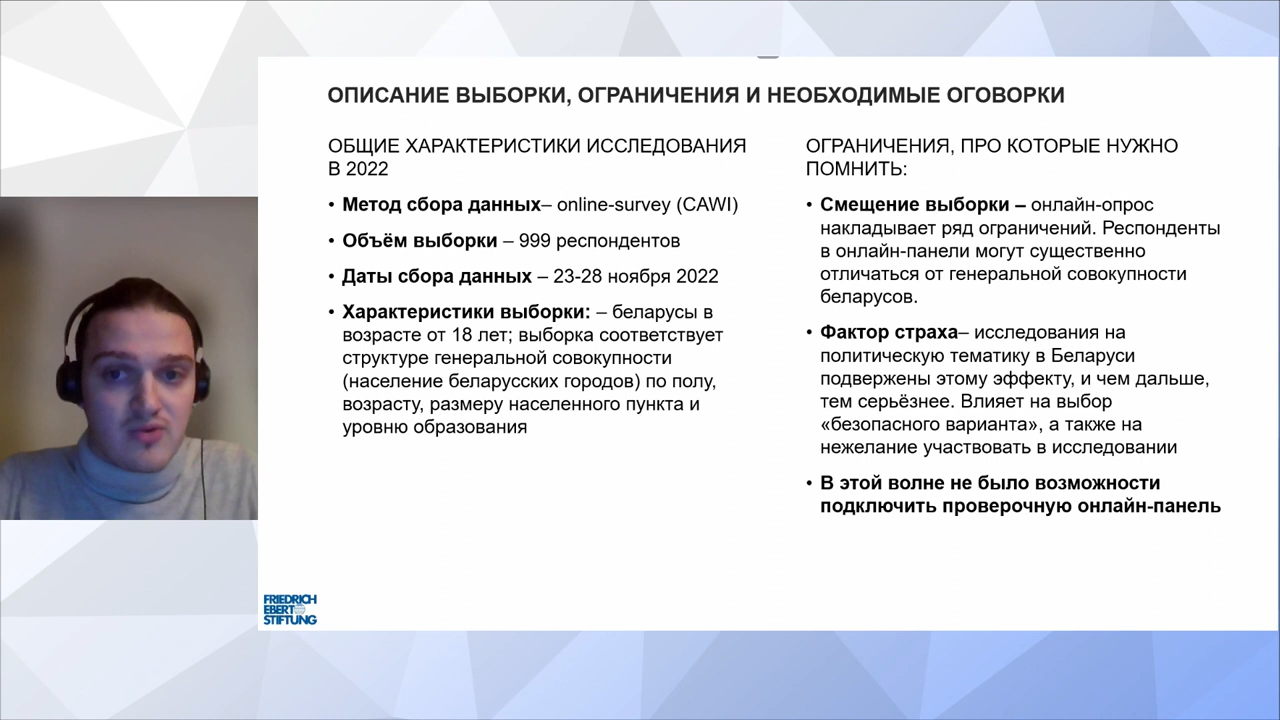 ОПИСАНИЕ ВЫБОРКИ, ОГРАНИЧЕНИЯ И НЕОБХОДИМЫЕ ОГОВОРКИ
ОБЩИЕ ХАРАКТЕРИСТИКИ ИССЛЕДОВАНИЯ
В 2022
• Метод сбора данных– online-survey (CAWI)
• Объём выборки – 999 респондентов
• Даты сбора данных – 23-28 ноября 2022
• Характеристики выборки: – беларусы в
возрасте от 18 лет; выборка соответствует
структуре генеральной совокупности
(население беларусских городов) по полу,
возрасту, размеру населенного пункта и
уровню образования
ОГРАНИЧЕНИЯ, ПРО КОТОРЫЕ НУЖНО
ПОМНИТЬ:
• Смещение выборки – онлайн-опрос
накладывает ряд ограничений. Респонденты
в онлайн-панели могут существенно
отличаться от генеральной совокупности
беларусов.
• Фактор страха– исследования на
политическую тематику в Беларуси
подвержены этому эффекту, и чем дальше,
тем серьёзнее. Влияет на выбор
«безопасного варианта», а также на
нежелание участвовать в исследовании
• В этой волне не было возможности
подключить проверочную онлайн-панель
FRIEDRICH
EBERT
STIFTUNG